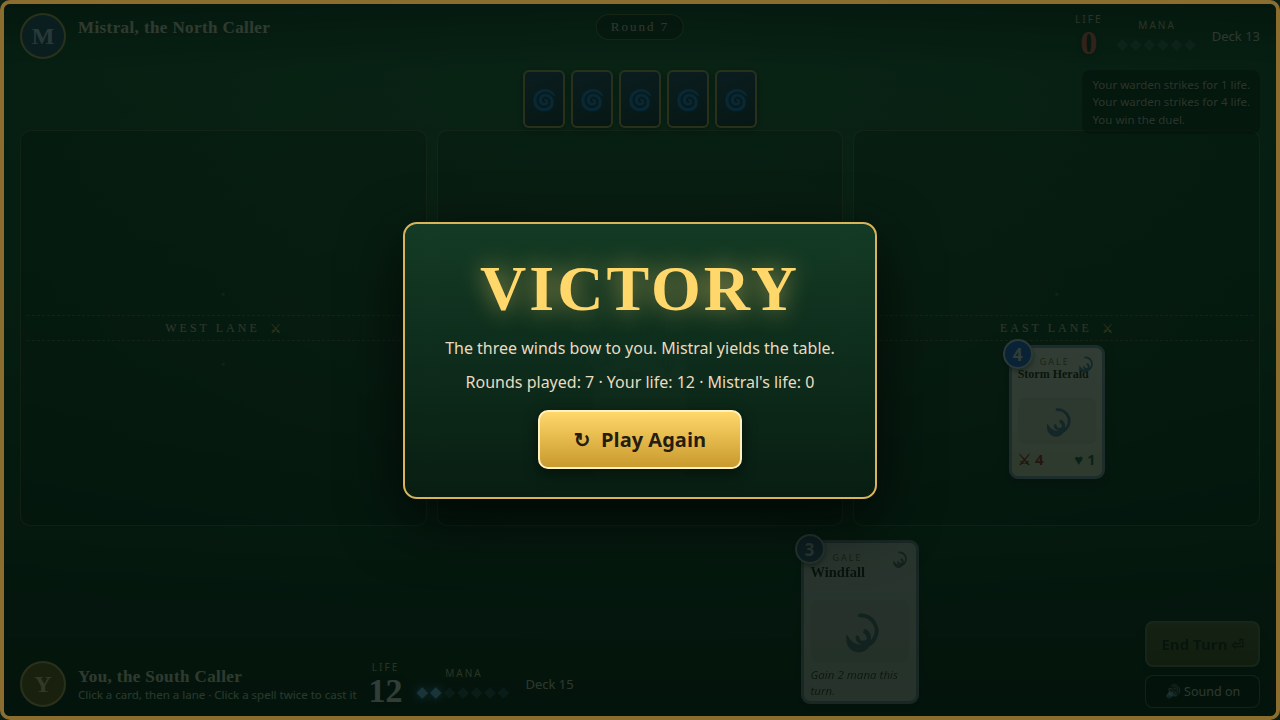 M
Mistral, the North Caller
Round 7
LIFE
0
MANA
Deck 13
Your warden strikes for 1 life.
Your warden strikes for 4 life.
You win the duel.
VICTORY
The three winds bow to you. Mistral yields the table.
Rounds played: 7 · Your life: 12 · Mistral's life: 0
↻ Play Again
WEST LANE ⚔
EAST LANE ⚔
4
GALE
Storm Herald
⚔ 4
♥ 1
3
GALE
Windfall
Gain 2 mana this
turn.
Y
You, the South Caller
Click a card, then a lane · Click a spell twice to cast it
LIFE
12
MANA
Deck 15
End Turn ⏎
🔊 Sound on